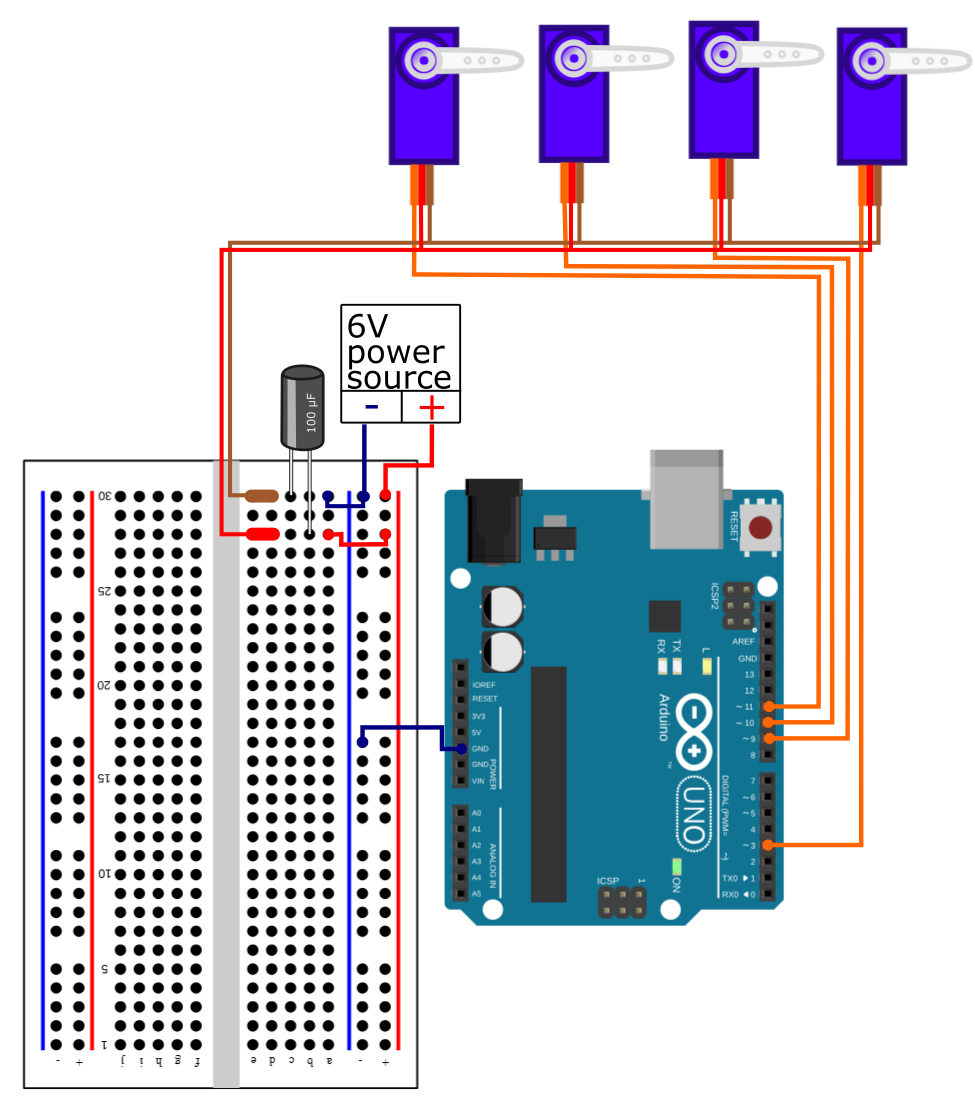 6V
power
source
-
+
100 µF
30
25
20
15
10
5
1
- + j i h g f e d c b a - +
RESET
ICSP2
AREF
GND
13
12
~ 11
~ 10
~ 9
8
7
~ 6
~ 5
4
~ 3
2
TX0 ▶ 1
RX0 ◀ 0
DIGITAL (PWM= ~)
L
TX
RX
Arduino
TM
UNO
ON
ICSP
1
IOREF
RESET
3V3
5V
GND
GND
VIN
POWER
A0
A1
A2
A3
A4
A5
ANALOG IN